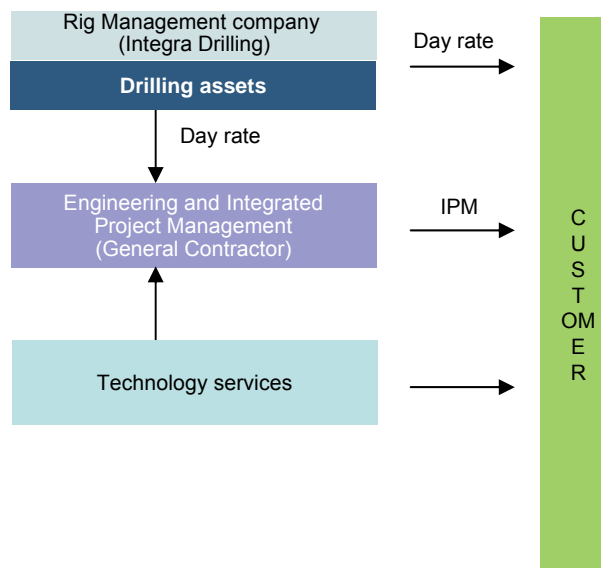 Rig Management company
(Integra Drilling)
Day rate
Drilling assets
Day rate
Engineering and Integrated
Project Management
(General Contractor)
IPM
Technology services
C
U
S
T
OM
E
R